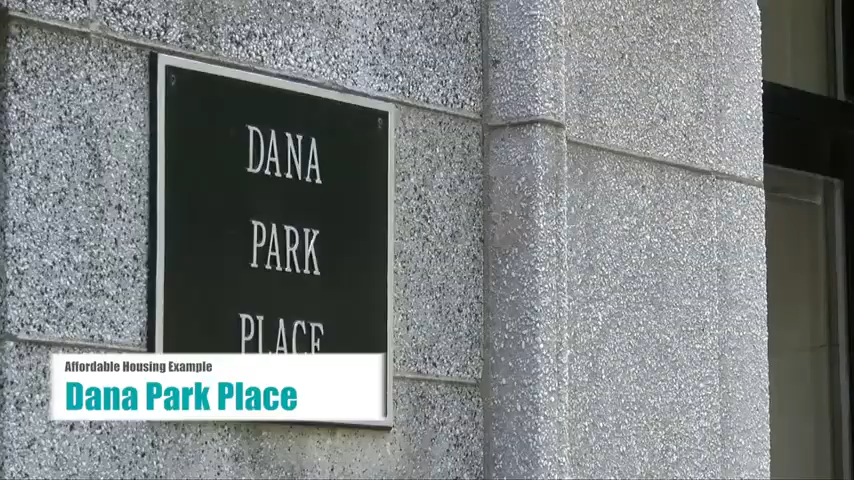 DANA
PARK
PLACE
Affordable Housing Example
Dana Park Place